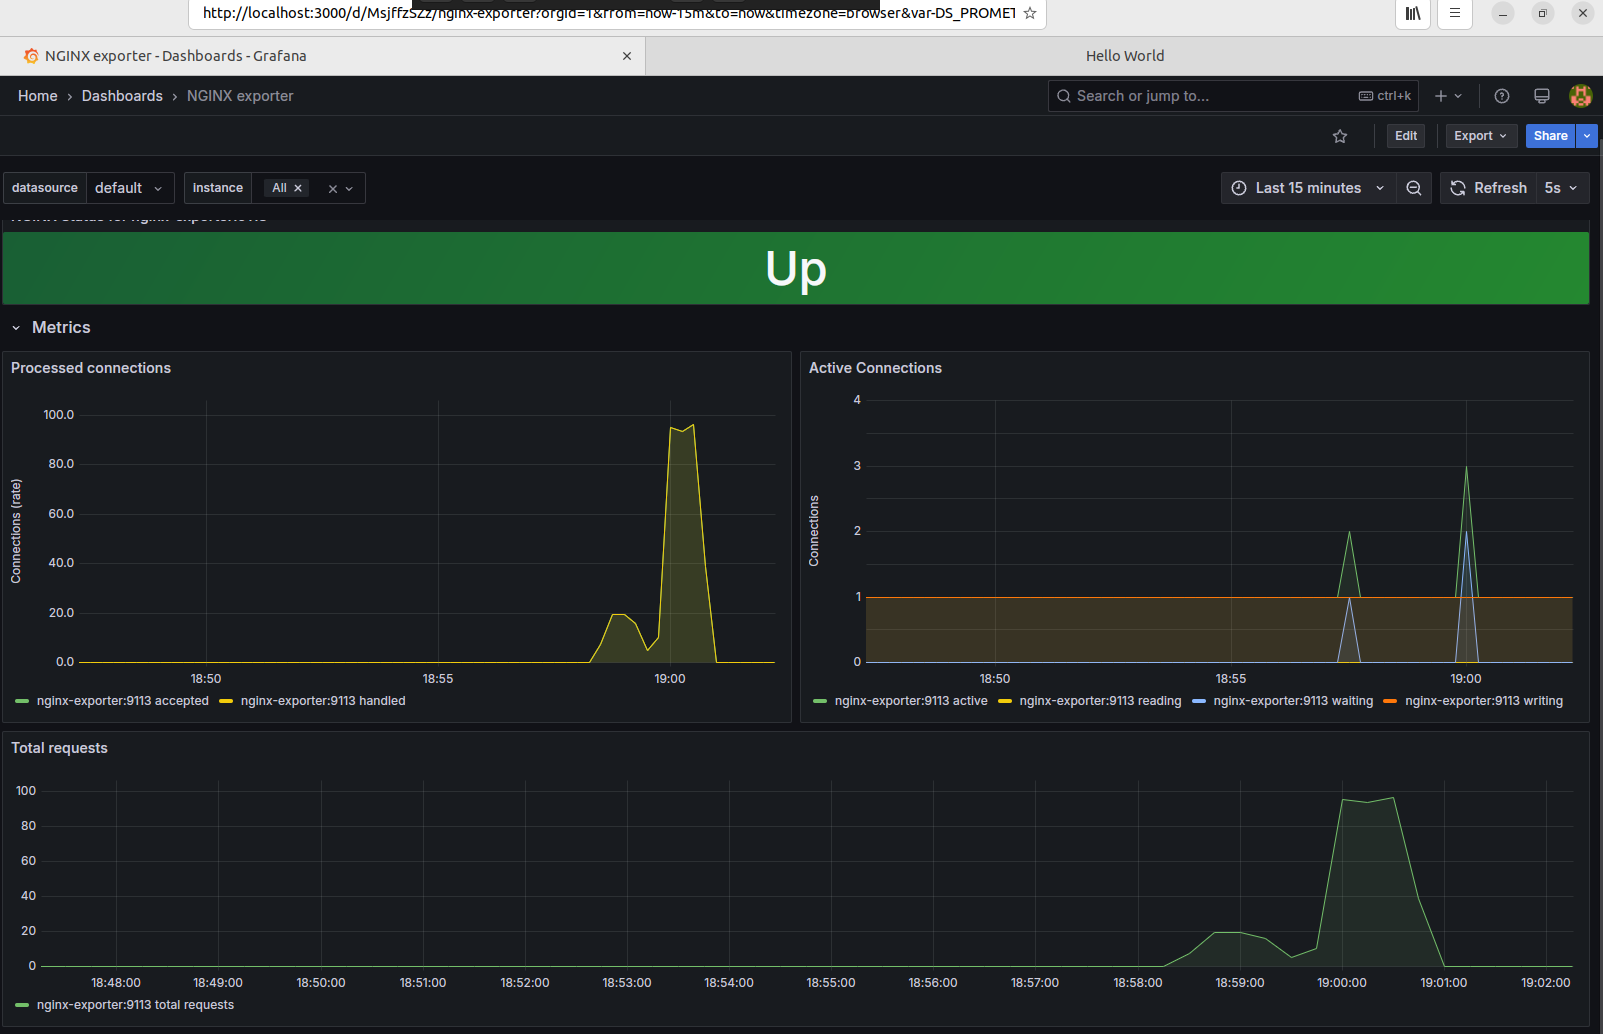 http://localhost:3000/d/MsjffzSZz/nginx-exporter?orgId=1&from=now-15m&to=now&timezone=browser&var-DS_PROMET
NGINX exporter - Dashboards - Grafana
Hello World
Home › Dashboards › NGINX exporter
Search or jump to...
ctrl+k
Edit
Export
Share
datasource
default
instance
All
Last 15 minutes
Refresh
5s
NGINX Status for nginx-exporter:9113
Up
Metrics
Processed connections
100.0
80.0
60.0
40.0
20.0
0.0
Connections (rate)
18:50 18:55 19:00
nginx-exporter:9113 accepted nginx-exporter:9113 handled
Active Connections
4
3
2
1
0
Connections
18:50 18:55 19:00
nginx-exporter:9113 active nginx-exporter:9113 reading nginx-exporter:9113 waiting nginx-exporter:9113 writing
Total requests
100
80
60
40
20
0
18:48:00 18:49:00 18:50:00 18:51:00 18:52:00 18:53:00 18:54:00 18:55:00 18:56:00 18:57:00 18:58:00 18:59:00 19:00:00 19:01:00 19:02:00
nginx-exporter:9113 total requests